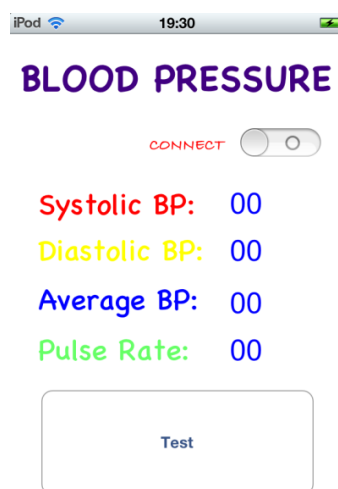 iPod 19:30
BLOOD PRESSURE
CONNECT
Systolic BP: 00
Diastolic BP: 00
Average BP: 00
Pulse Rate: 00
Test